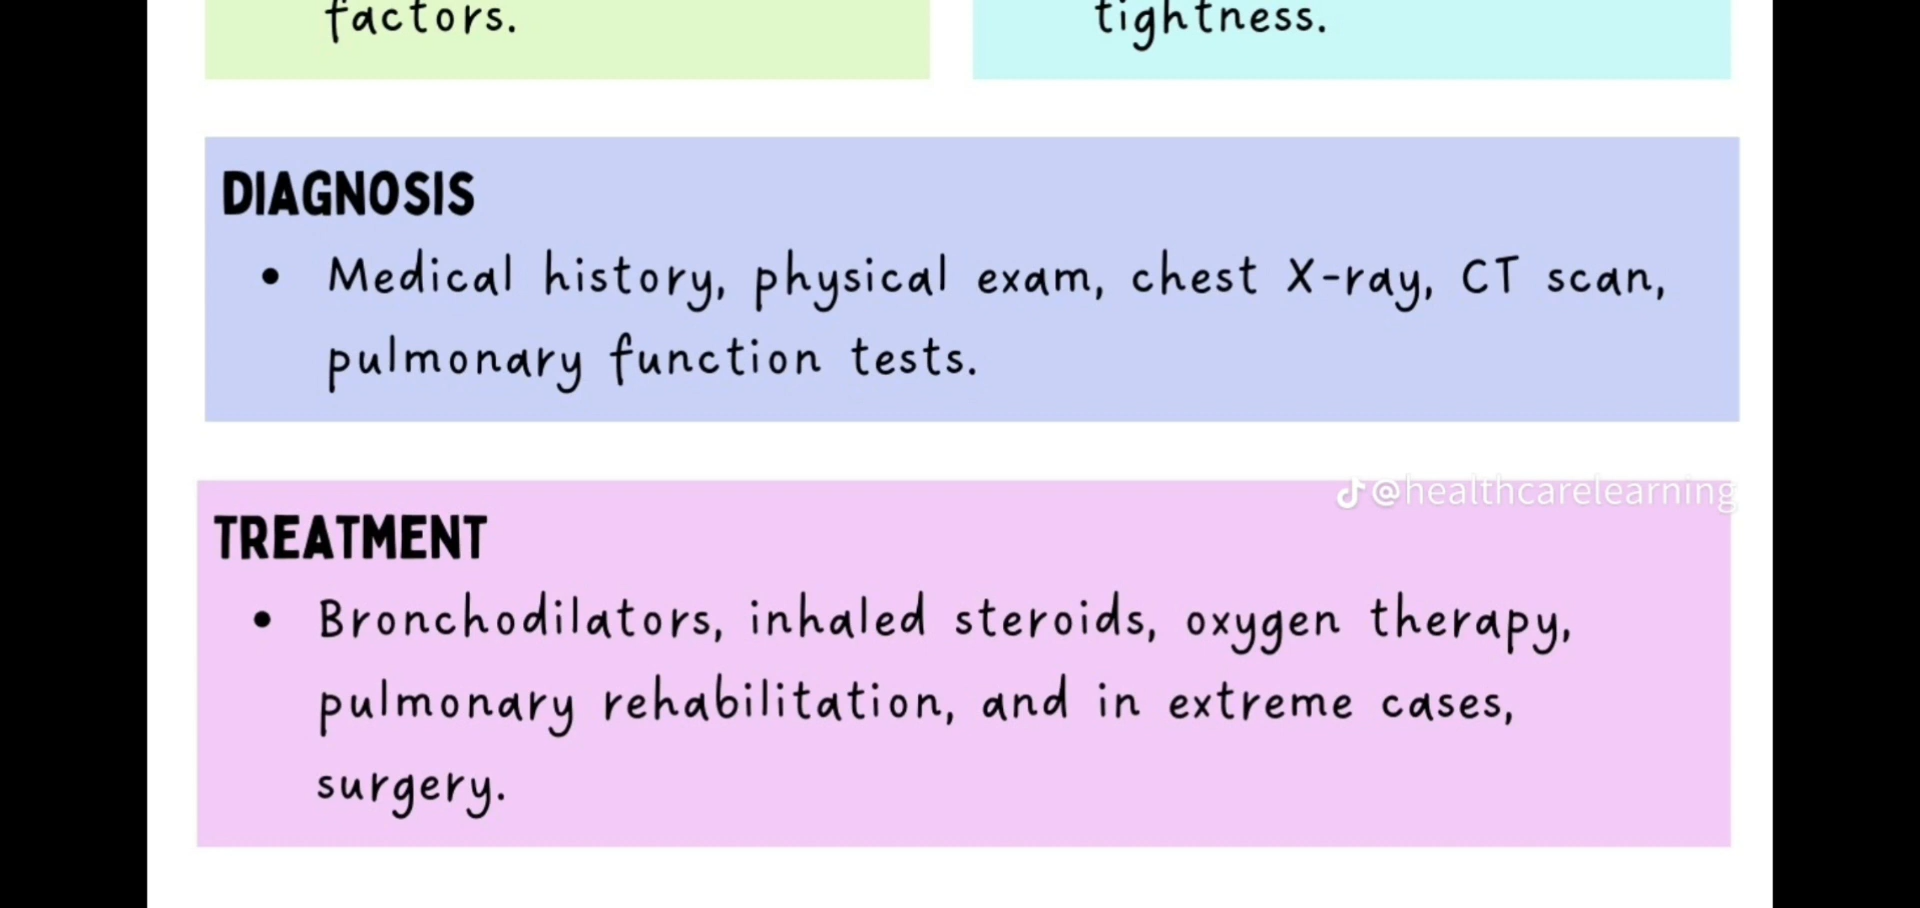 factors.
tightness.
DIAGNOSIS
• Medical history, physical exam, chest X-ray, CT scan,
pulmonary function tests.
@healthcarelearning
TREATMENT
• Bronchodilators, inhaled steroids, oxygen therapy,
pulmonary rehabilitation, and in extreme cases,
surgery.